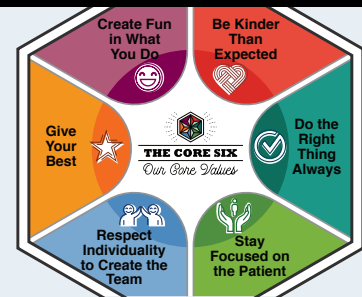 Create Fun
in What
You Do
Be Kinder
Than
Expected
Give
Your
Best
THE CORE SIX
Our Core Values
Do the
Right
Thing
Always
Respect
Individuality
to Create the
Team
Stay
Focused on
the Patient